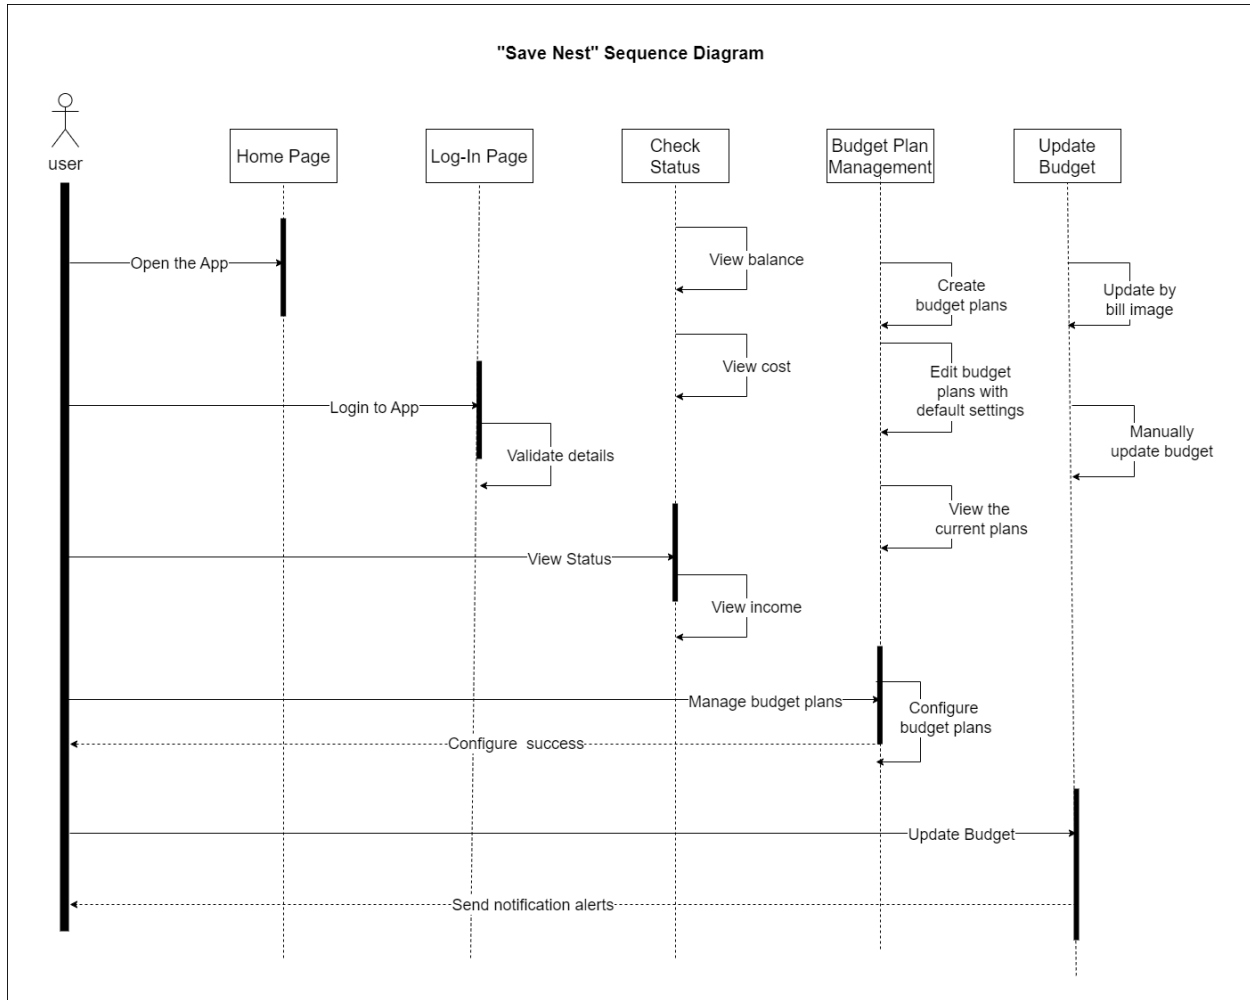 "Save Nest" Sequence Diagram
user
Home Page
Log-In Page
Check
Status
Budget Plan
Management
Update
Budget
View balance
Open the App
Create
budget plans
Update by
bill image
View cost
Edit budget
plans with
default settings
Login to App
Manually
update budget
Validate details
View the
current plans
View Status
View income
Manage budget plans
Configure
budget plans
Configure  success
Update Budget
Send notification alerts